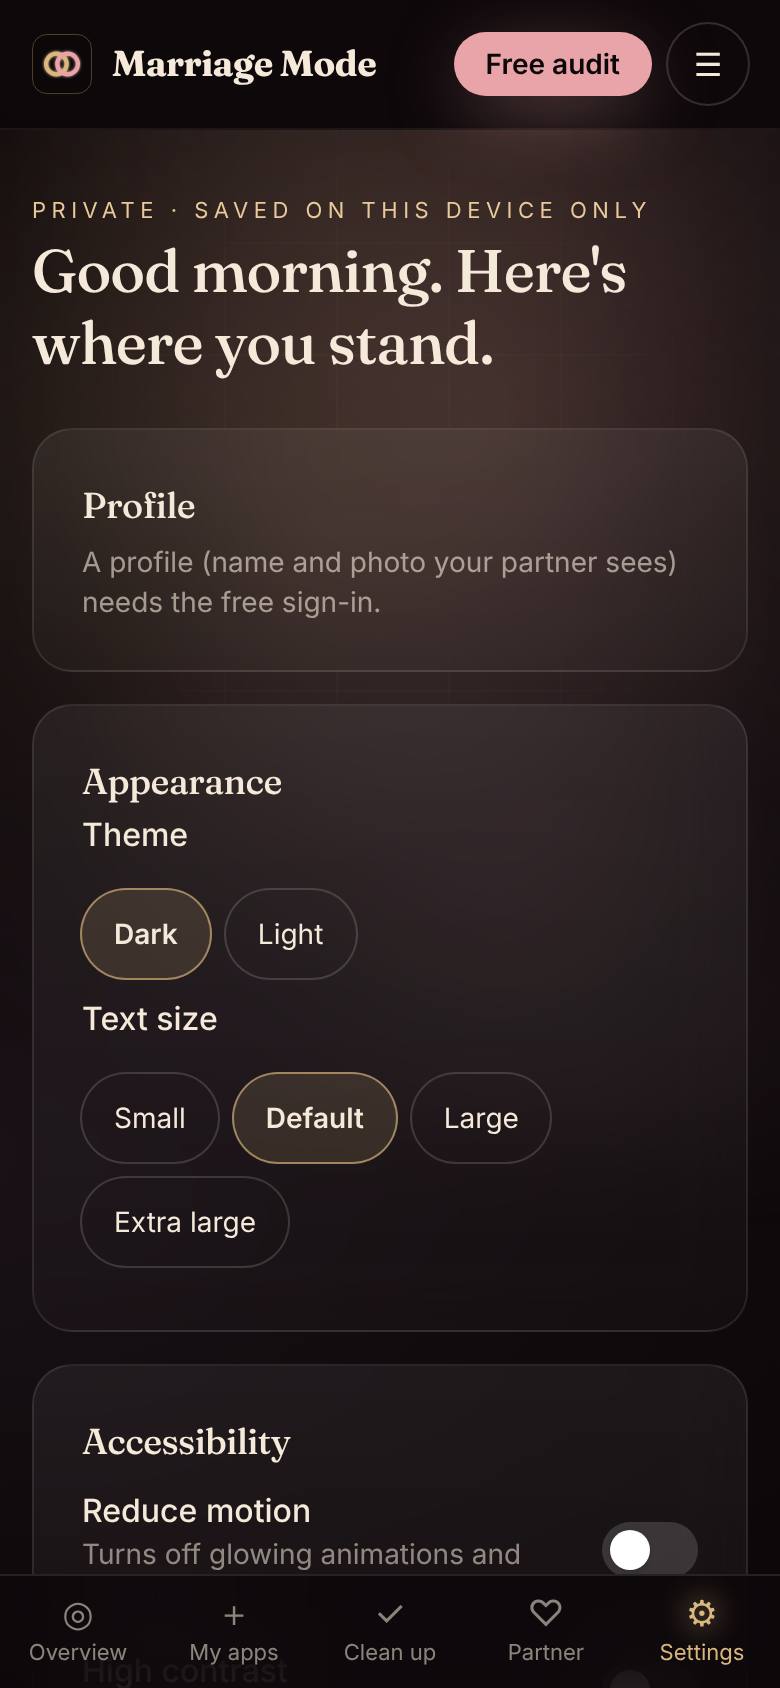 Marriage Mode
Free audit
PRIVATE · SAVED ON THIS DEVICE ONLY
Good morning. Here's
where you stand.
Profile
A profile (name and photo your partner sees)
needs the free sign-in.
Appearance
Theme
Dark
Light
Text size
Small
Default
Large
Extra large
Accessibility
Reduce motion
Turns off glowing animations and
High contrast
Overview
My apps
Clean up
Partner
Settings